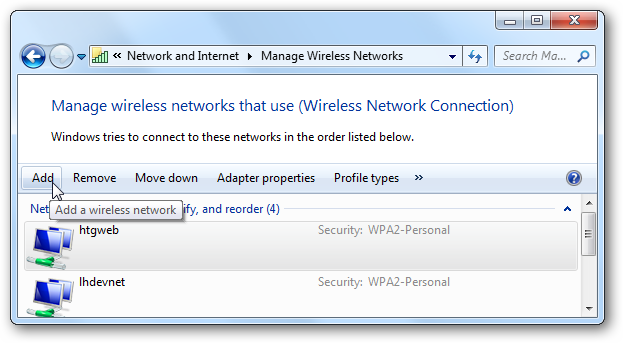 « Network and Internet ▸ Manage Wireless Networks Search Ma...
Manage wireless networks that use (Wireless Network Connection)
Windows tries to connect to these networks in the order listed below.
Add Remove Move down Adapter properties Profile types »
Net ify, and reorder (4)
Add a wireless network
htgweb Security: WPA2-Personal
lhdevnet Security: WPA2-Personal